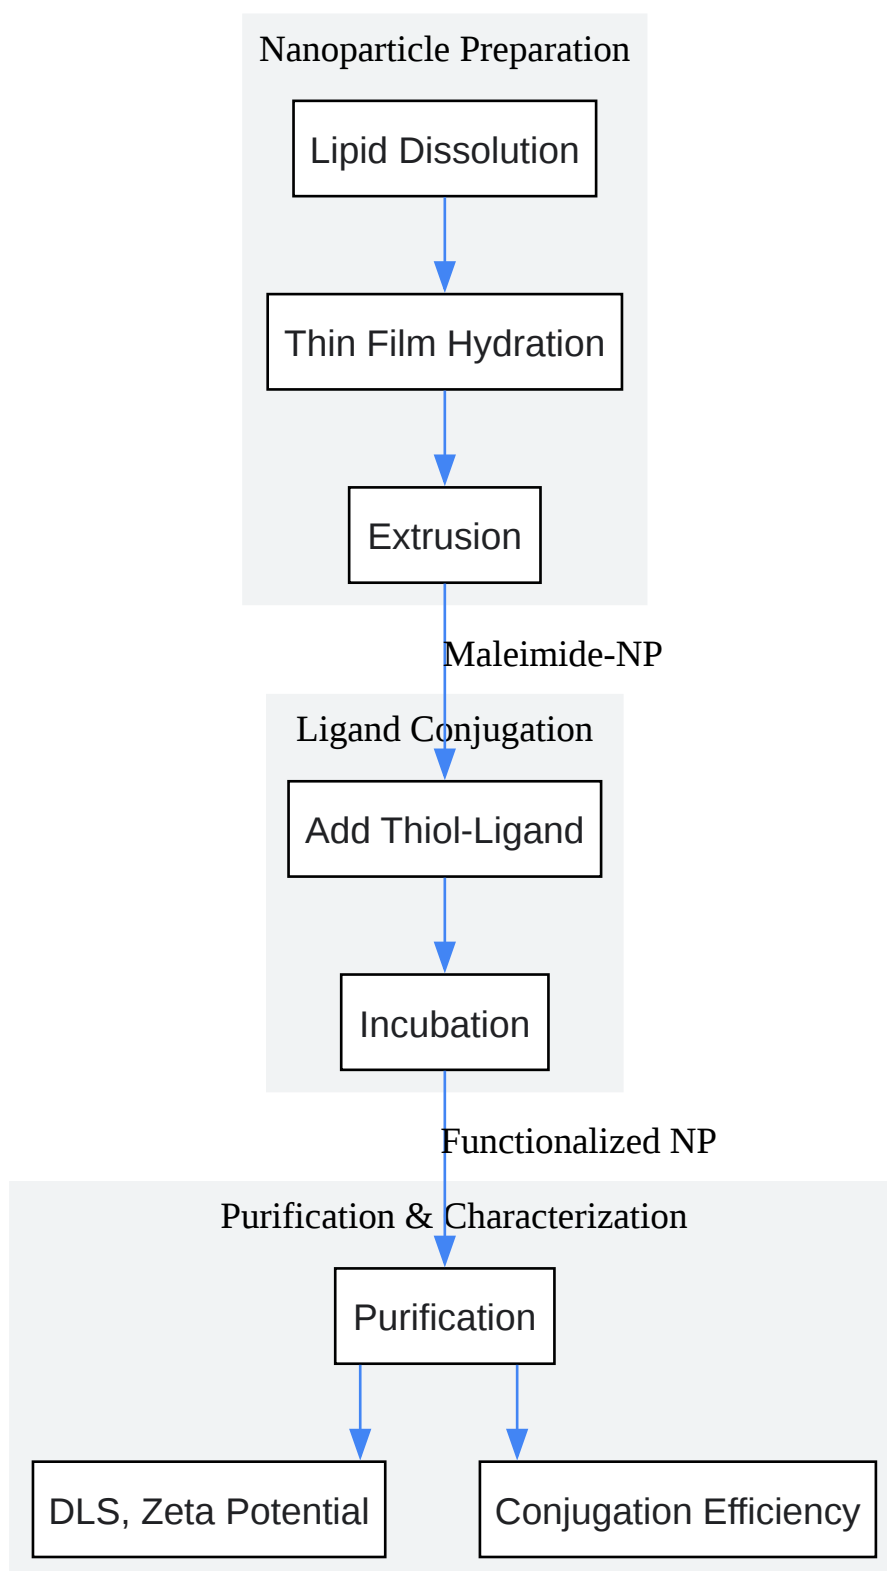 Nanoparticle Preparation
Lipid Dissolution
Thin Film Hydration
Extrusion
Maleimide-NP
Ligand Conjugation
Add Thiol-Ligand
Incubation
Functionalized NP
Purification & Characterization
Purification
DLS, Zeta Potential
Conjugation Efficiency